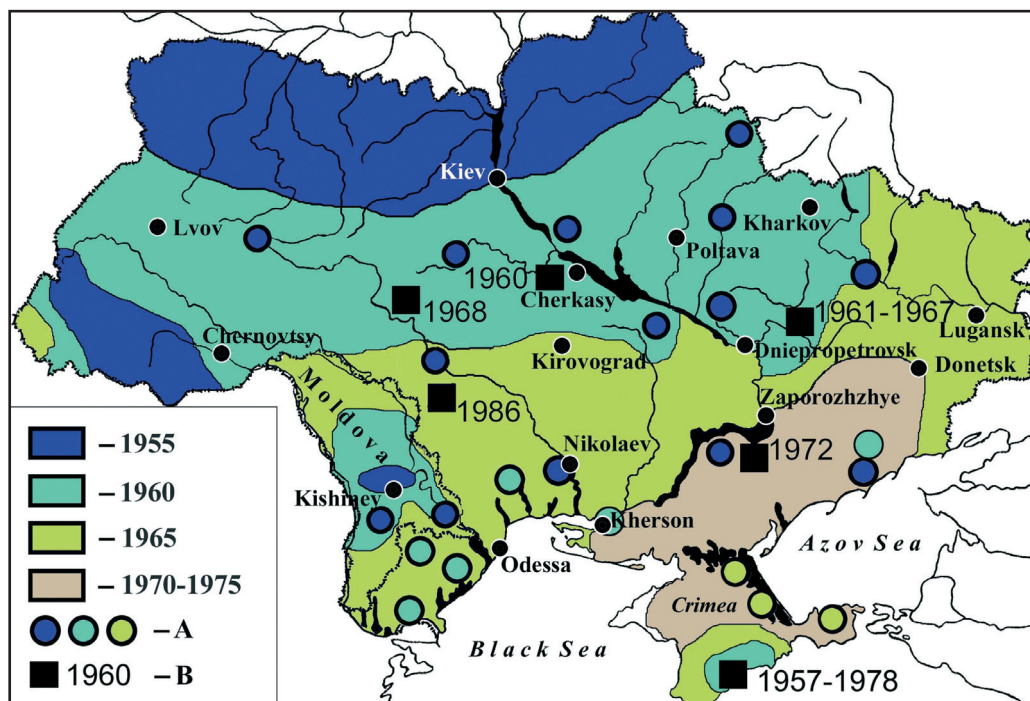 Kiev
Lvov
Kharkov
Poltava
1960
Cherkasy
1968
1961-1967
Lugansk
Chernovtsy
Kirovograd
Dniepropetrovsk
Donetsk
Moldova
1986
Zaporozhzhye
1972
Nikolaev
Kishinev
Kherson
Odessa
Azov Sea
Crimea
Black Sea
1957-1978
– 1955
– 1960
– 1965
– 1970-1975
– A
1960 – B